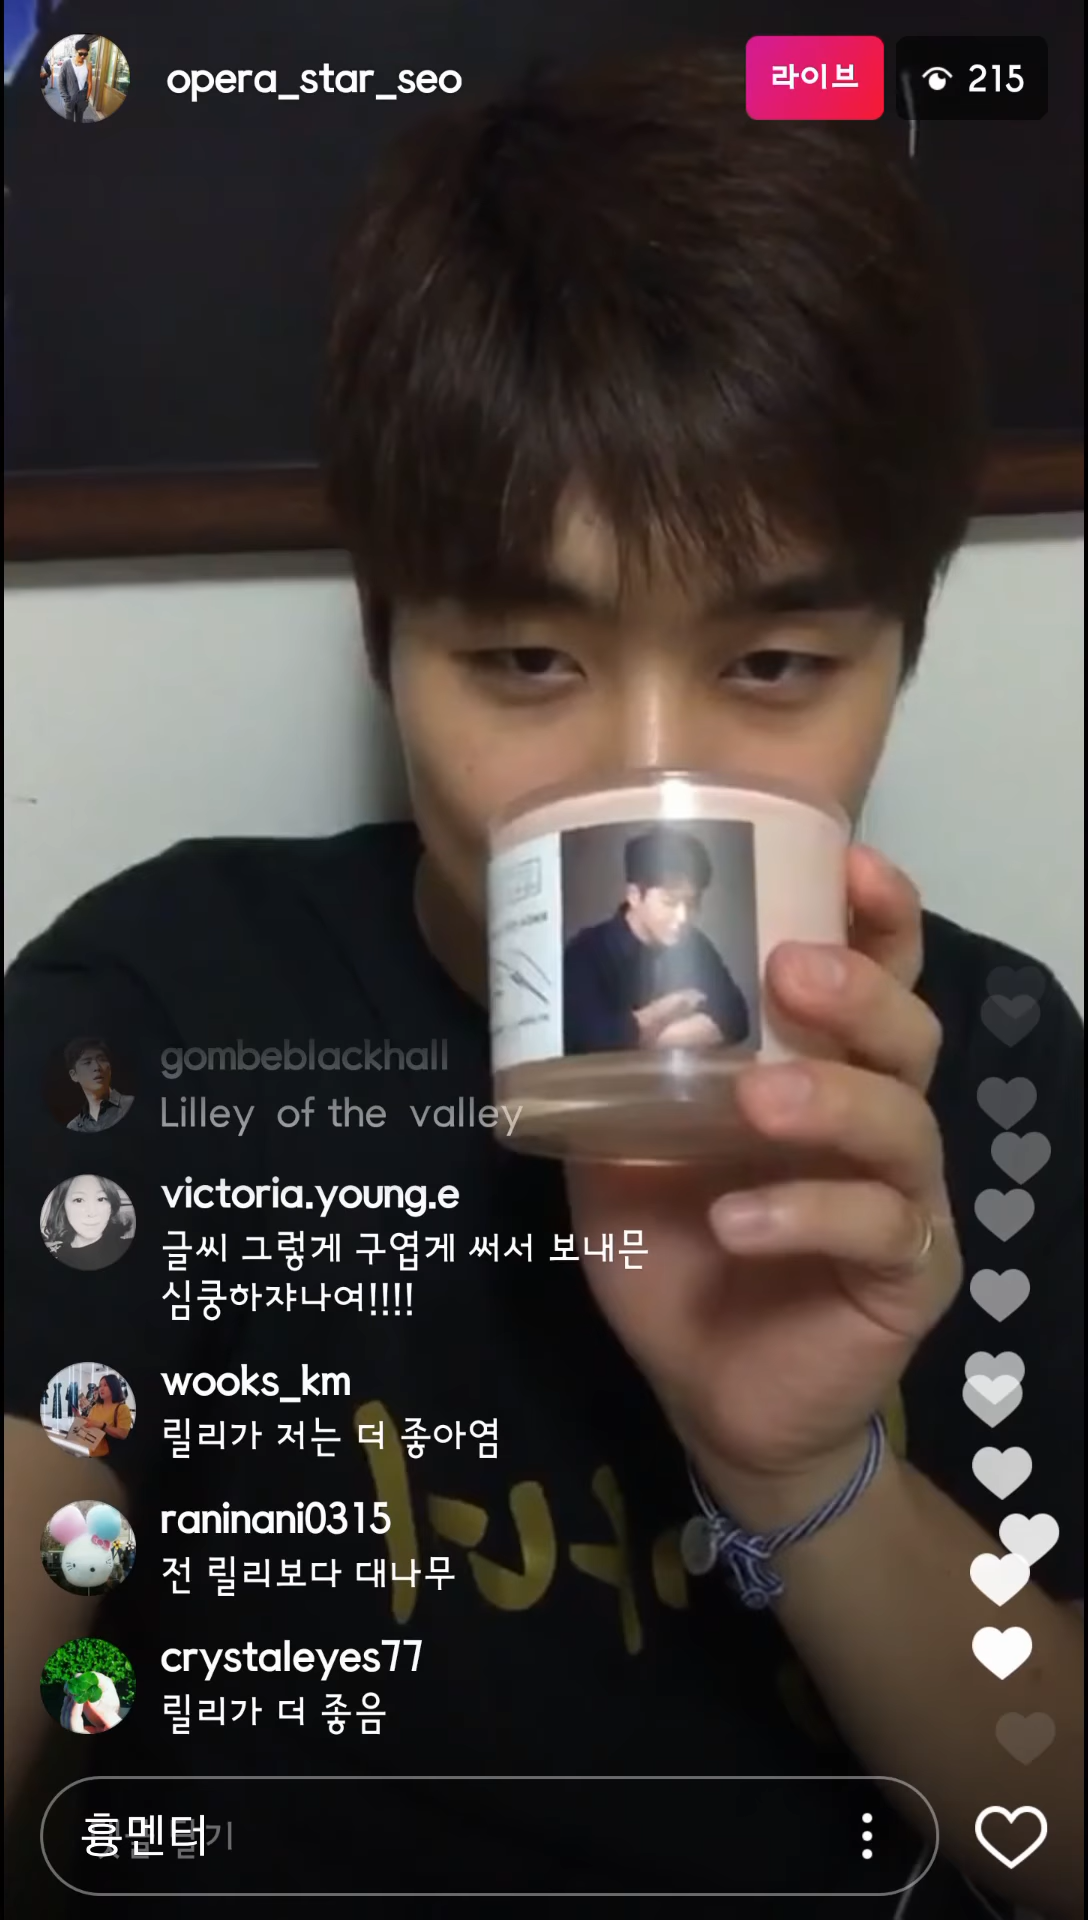 opera_star_seo
라이브
215
gombeblackhall
Lilley of the valley
victoria.young.e
글씨 그렇게 구엽게 써서 보내믄
심쿵하쟈나여!!!!
wooks_km
릴리가 저는 더 좋아염
raninani0315
전 릴리보다 대나무
crystaleyes77
릴리가 더 좋음
흉멘터